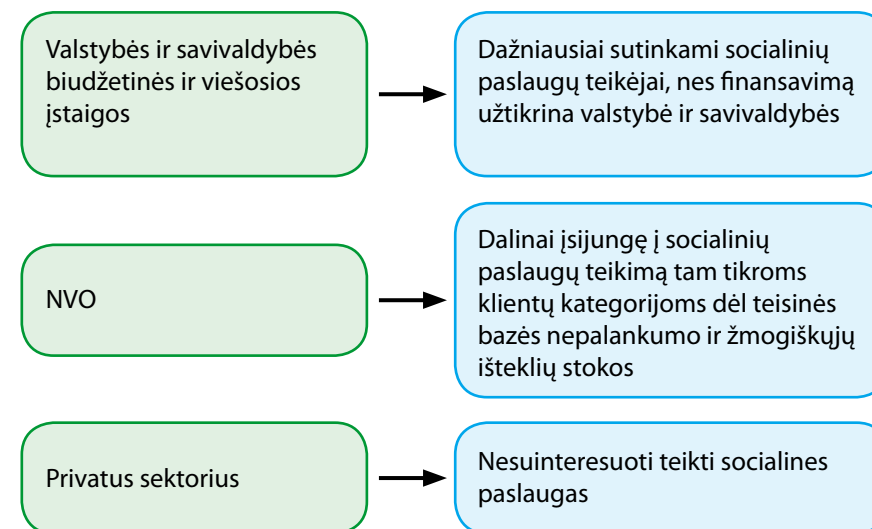 Valstybės ir savivaldybės
biudžetinės ir viešosios
įstaigos
Dažniausiai sutinkami socialinių
paslaugų teikėjai, nes finansavimą
užtikrina valstybė ir savivaldybės
NVO
Dalinai įsijungę į socialinių
paslaugų teikimą tam tikroms
klientų kategorijoms dėl teisinės
bazės nepalankumo ir žmogiškųjų
išteklių stokos
Privatus sektorius
Nesuinteresuoti teikti socialines
paslaugas